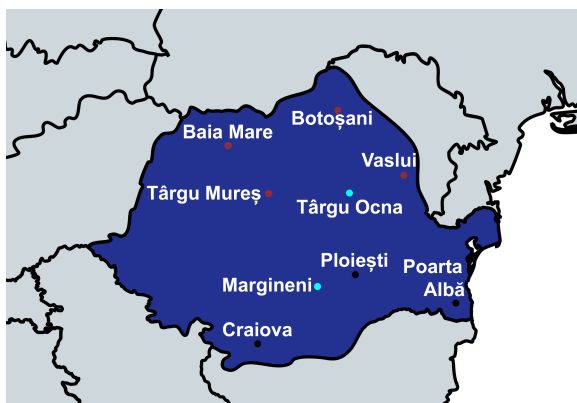 Botoșani
Baia Mare
Vaslui
Târgu Mureș
Târgu Ocna
Ploiești
Poarta
Albă
Margineni
Craiova